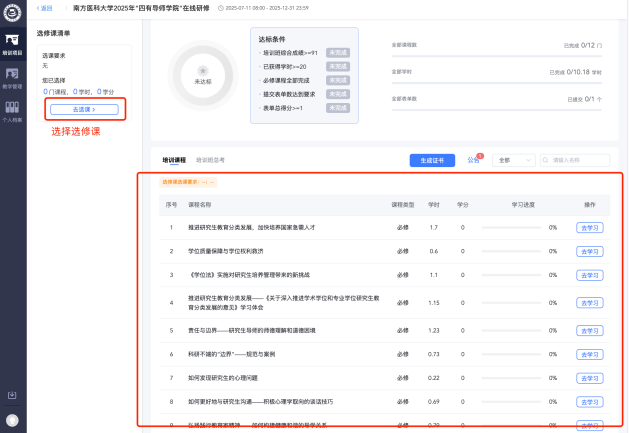 返回
南方医科大学2025年"四有导师学院"在线研修
2025-07-11 08:00 - 2025-12-31 23:59
培训项目
教学管理
个人档案
选修课清单
选课要求
无
您已选择
0门课程，0学时，0学分
去选课 >
选择选修课
未达标
达标条件
· 培训班综合成绩>=91 未完成
· 已获得学时>=20 未完成
· 必修课程全部完成 未完成
· 提交表单数达到要求 未完成
· 表单总得分>=1 未完成
全部课程数 已完成 0/12 门
全部学时 已完成 0/10.18 学时
全部表单数 已提交 0/1 个
培训课程 培训班总考 生成证书 公告 全部 请输入名称
选修课选课要求：--；--
序号 课程名称 课程类型 学时 学分 学习进度 操作
1 推进研究生教育分类发展，加快培养国家急需人才 必修 1.7 0 0% 去学习
2 学位质量保障与学位权利救济 必修 0.6 0 0% 去学习
3 《学位法》实施对研究生培养管理带来的新挑战 必修 1.1 0 0% 去学习
4 推进研究生教育分类发展——《关于深入推进学术学位和专业学位研究生教育分类发展的意见》学习体会 必修 1.15 0 0% 去学习
5 责任与边界——研究生导师的师德理解和道德困境 必修 1.23 0 0% 去学习
6 科研不端的"边界"——规范与案例 必修 0.73 0 0% 去学习
7 如何发现研究生的心理问题 必修 0.22 0 0% 去学习
8 如何更好地与研究生沟通——积极心理学取向的谈话技巧 必修 0.69 0 0% 去学习